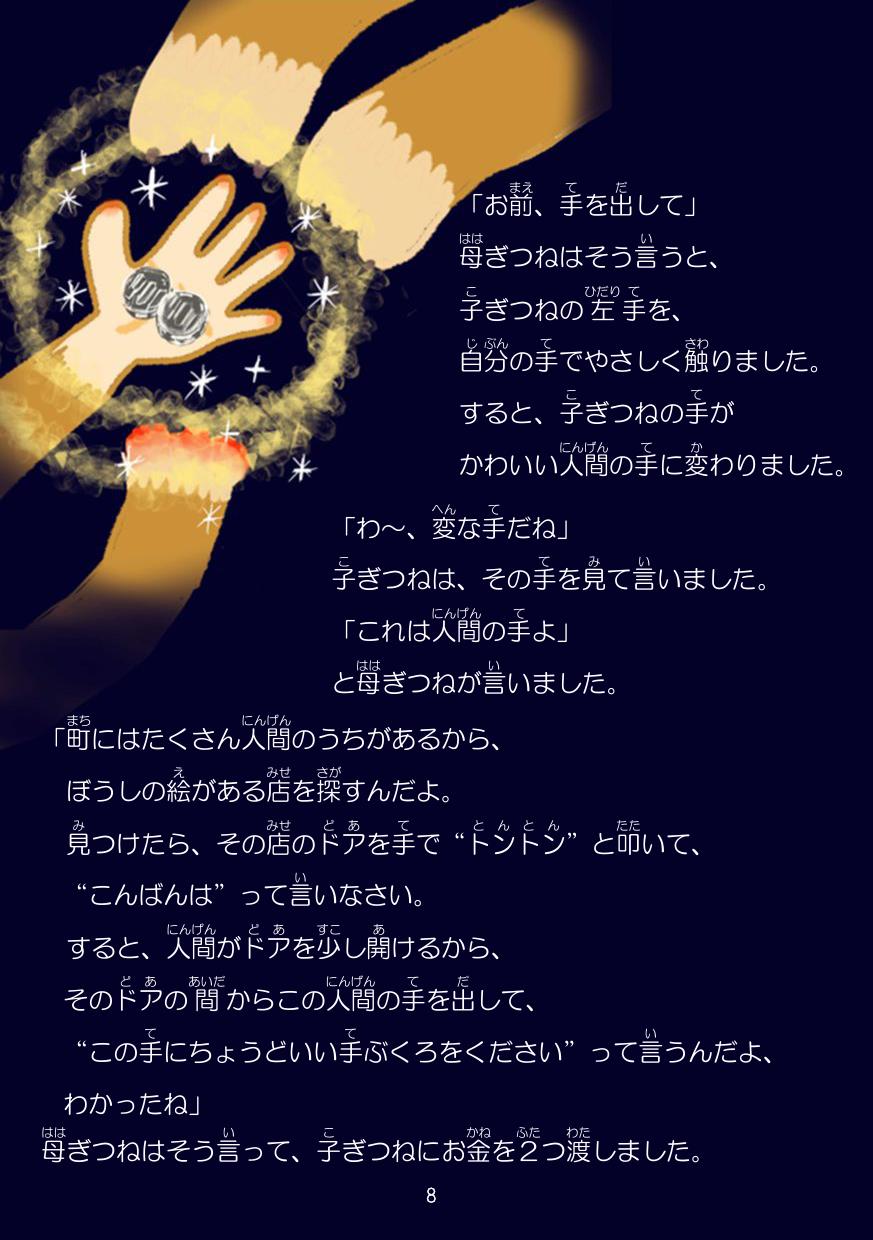 「お前、手を出して」
母ぎつねはそう言うと、
子ぎつねの左手を、
自分の手でやさしく触りました。
すると、子ぎつねの手が
かわいい人間の手に変わりました。
「わ～、変な手だね」
子ぎつねは、その手を見て言いました。
「これは人間の手よ」
と母ぎつねが言いました。
「町にはたくさん人間のうちがあるから、
ぼうしの絵がある店を探すんだよ。
見つけたら、その店のドアを手で“トントン”と叩いて、
“こんばんは”って言いなさい。
すると、人間がドアを少し開けるから、
そのドアの間からこの人間の手を出して、
“この手にちょうどいい手ぶくろをください”って言うんだよ、
わかったね」
母ぎつねはそう言って、子ぎつねにお金を２つ渡しました。
8